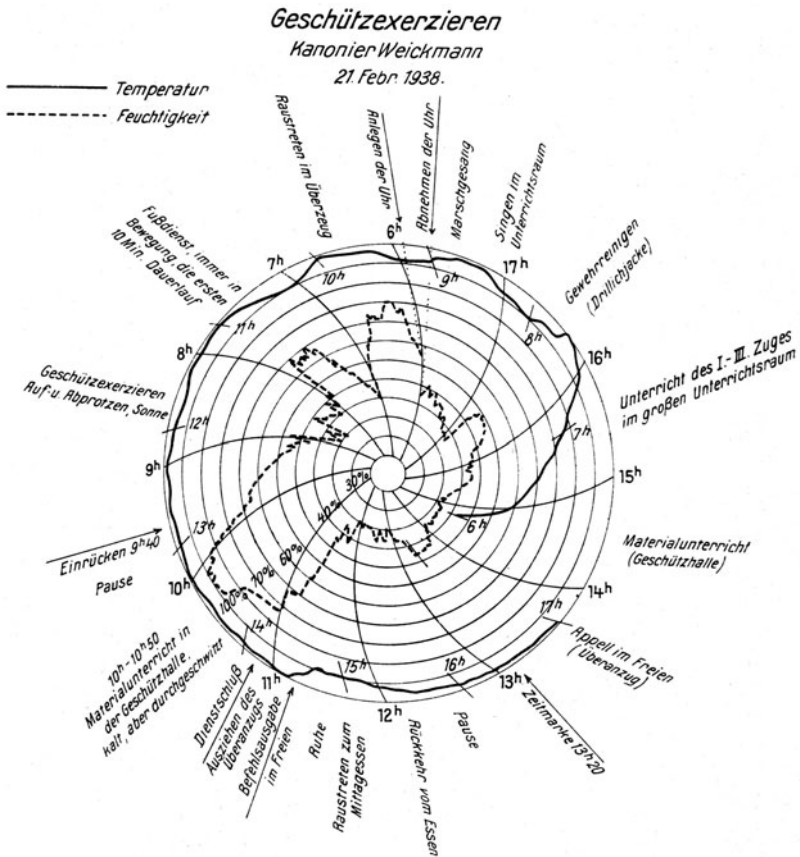 Geschützexerzieren
Kanonier Weickmann
21. Febr. 1938.
Temperatur
Feuchtigkeit
Raustreten im Überzeug
Anlegen der Uhr
Abnehmen der Uhr
Marschgesang
Singen im
Unterrichtsraum
Gewehrreinigen
(Drillichjacke)
Unterricht des I.-III. Zuges
im großen Unterrichtsraum
Materialunterricht
(Geschützhalle)
Appell im Freien
(Überanzug)
Zeitmarke 13h20
Pause
Rückkehr vom Essen
Raustreten zum
Mittagessen
Ruhe
Befehlsausgabe
im Freien
Dienstschluß
Ausziehen des
Überanzugs
10h-10h50
Materialunterricht in
der Geschützhalle.
kalt, aber durchgeschwitzt
Einrücken 9h40
Pause
Geschützexerzieren
Auf-u. Abprotzen, Sonne
Fußdienst, immer in
Bewegung, die ersten
10 Min. Dauerlauf
6h
17h
16h
15h
14h
13h
12h
11h
10h
9h
8h
7h
9h
8h
7h
6h
17h
16h
15h
14h
13h
12h
11h
10h
30%
40%
60%
70%
100%